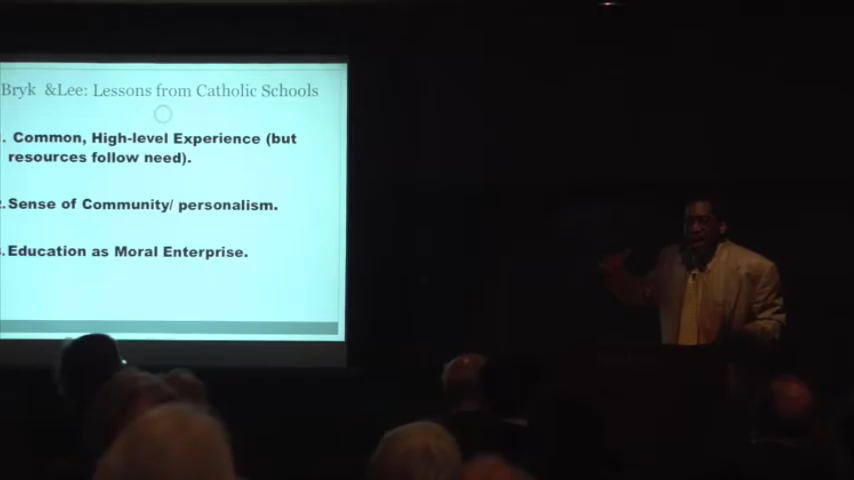 Bryk &Lee: Lessons from Catholic Schools
. Common, High-level Experience (but
resources follow need).
.Sense of Community/ personalism.
.Education as Moral Enterprise.